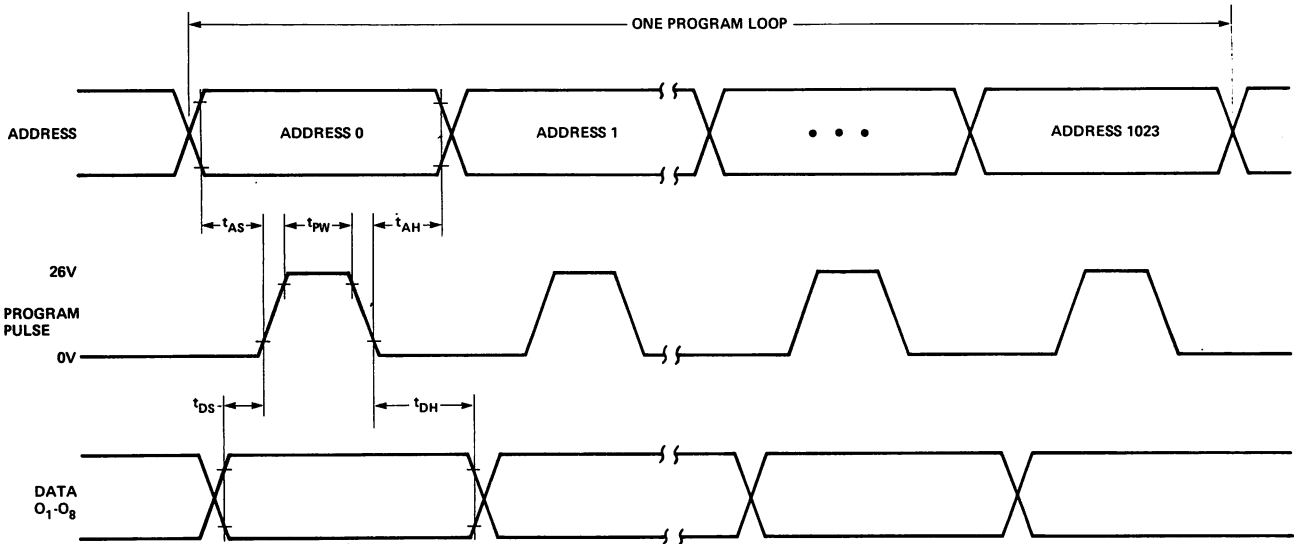 ONE PROGRAM LOOP
ADDRESS
ADDRESS 0
ADDRESS 1
• • •
ADDRESS 1023
tAS
tPW
tAH
26V
PROGRAM
PULSE
0V
tDS
tDH
DATA
O1-O8